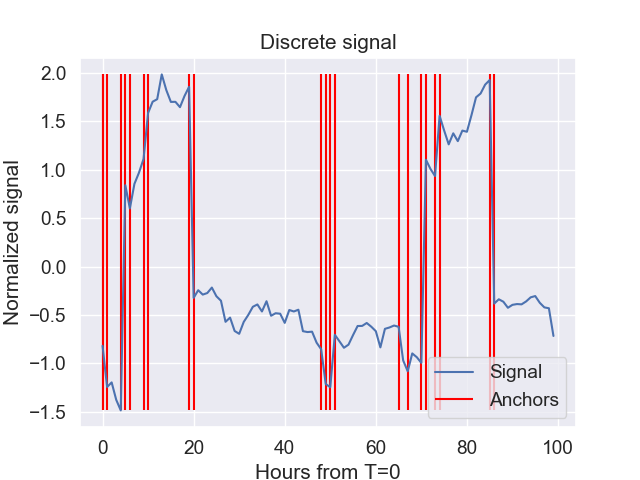 Discrete signal
Normalized signal
2.0
1.5
1.0
0.5
0.0
−0.5
−1.0
−1.5
Signal
Anchors
0 20 40 60 80 100
Hours from T=0